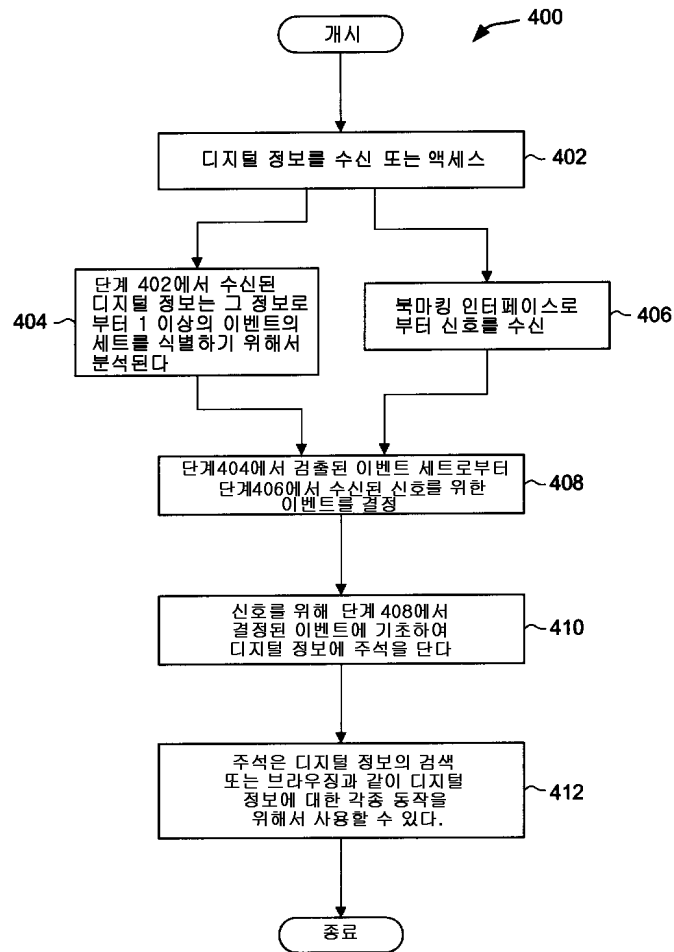 개시
400
디지털 정보를 수신 또는 액세스
402
404
단계 402에서 수신된
디지털 정보는 그 정보로
부터 1 이상의 이벤트의
세트를 식별하기 위해서
분석된다
북마킹 인터페이스로
부터 신호를 수신
406
단계404에서 검출된 이벤트 세트로부터
단계406에서 수신된 신호를 위한
이벤트를 결정
408
신호를 위해 단계 408에서
결정된 이벤트에 기초하여
디지털 정보에 주석을 단다
410
주석은 디지털 정보의 검색
또는 브라우징과 같이 디지털
정보에 대한 각종 동작을
위해서 사용할 수 있다.
412
종료